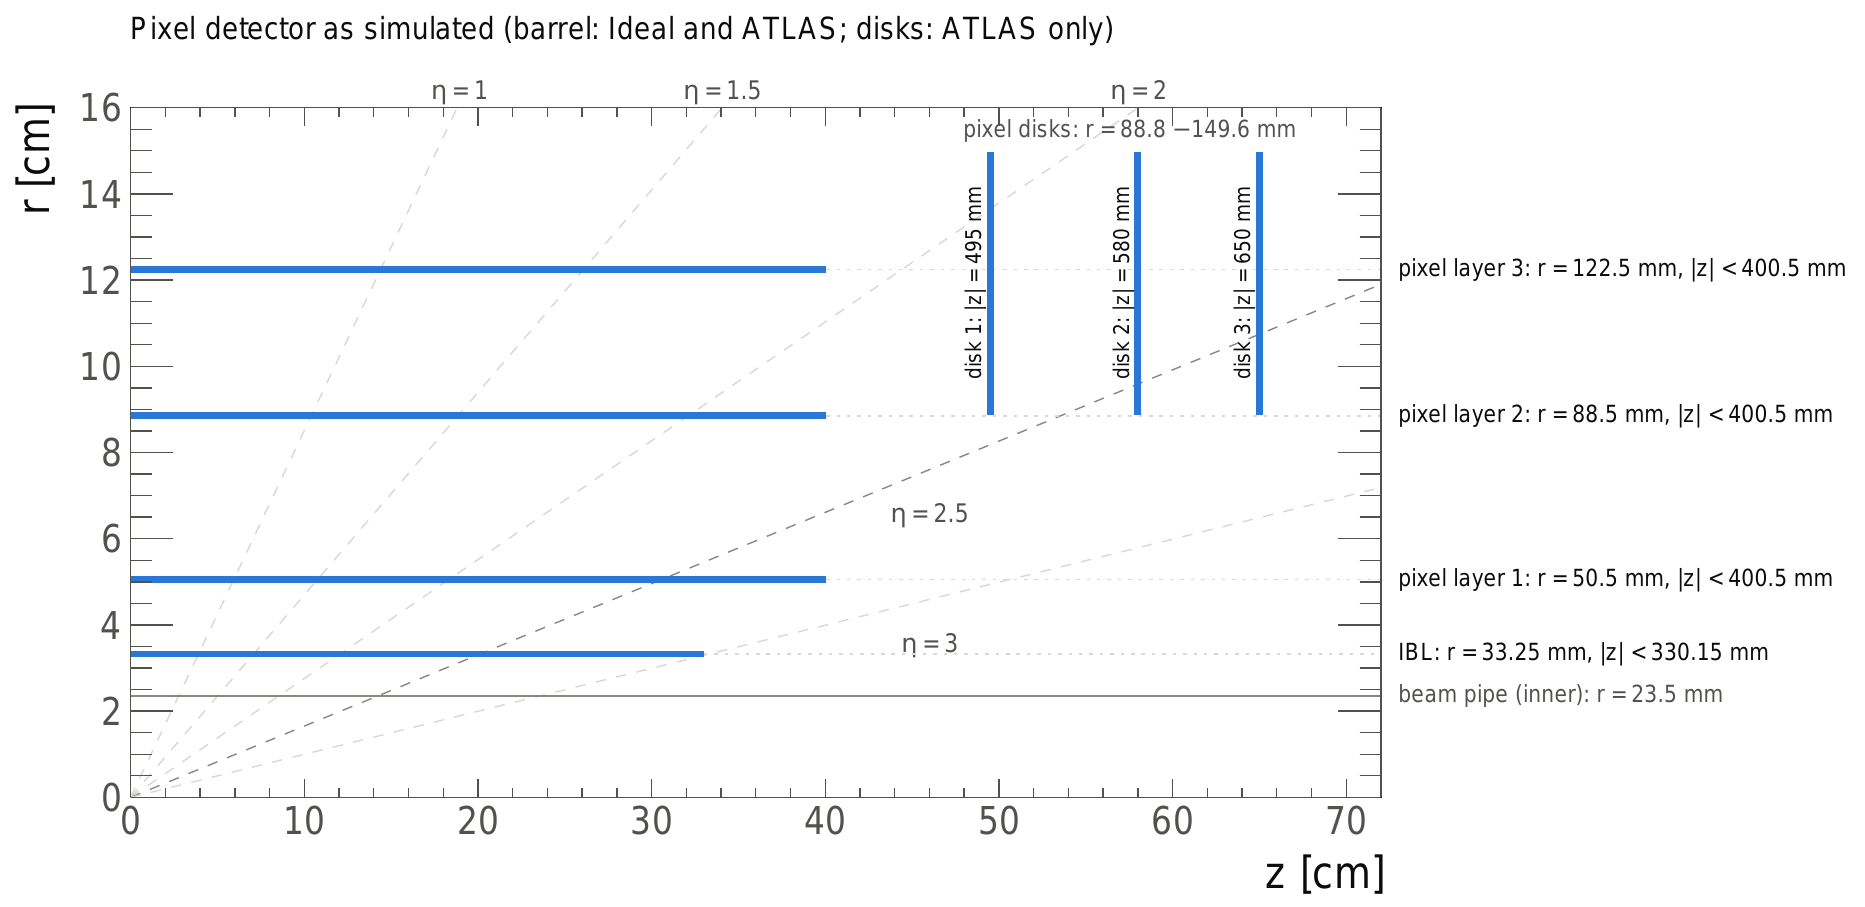 Pixel detector as simulated (barrel: Ideal and ATLAS; disks: ATLAS only)
η = 1
η = 1.5
η = 2
r [cm]
16
14
12
10
8
6
4
2
0
pixel disks: r = 88.8 −149.6 mm
disk 1: |z| = 495 mm
disk 2: |z| = 580 mm
disk 3: |z| = 650 mm
η = 2.5
η = 3
pixel layer 3: r = 122.5 mm, |z| < 400.5 mm
pixel layer 2: r = 88.5 mm, |z| < 400.5 mm
pixel layer 1: r = 50.5 mm, |z| < 400.5 mm
IBL: r = 33.25 mm, |z| < 330.15 mm
beam pipe (inner): r = 23.5 mm
0 10 20 30 40 50 60 70
z [cm]